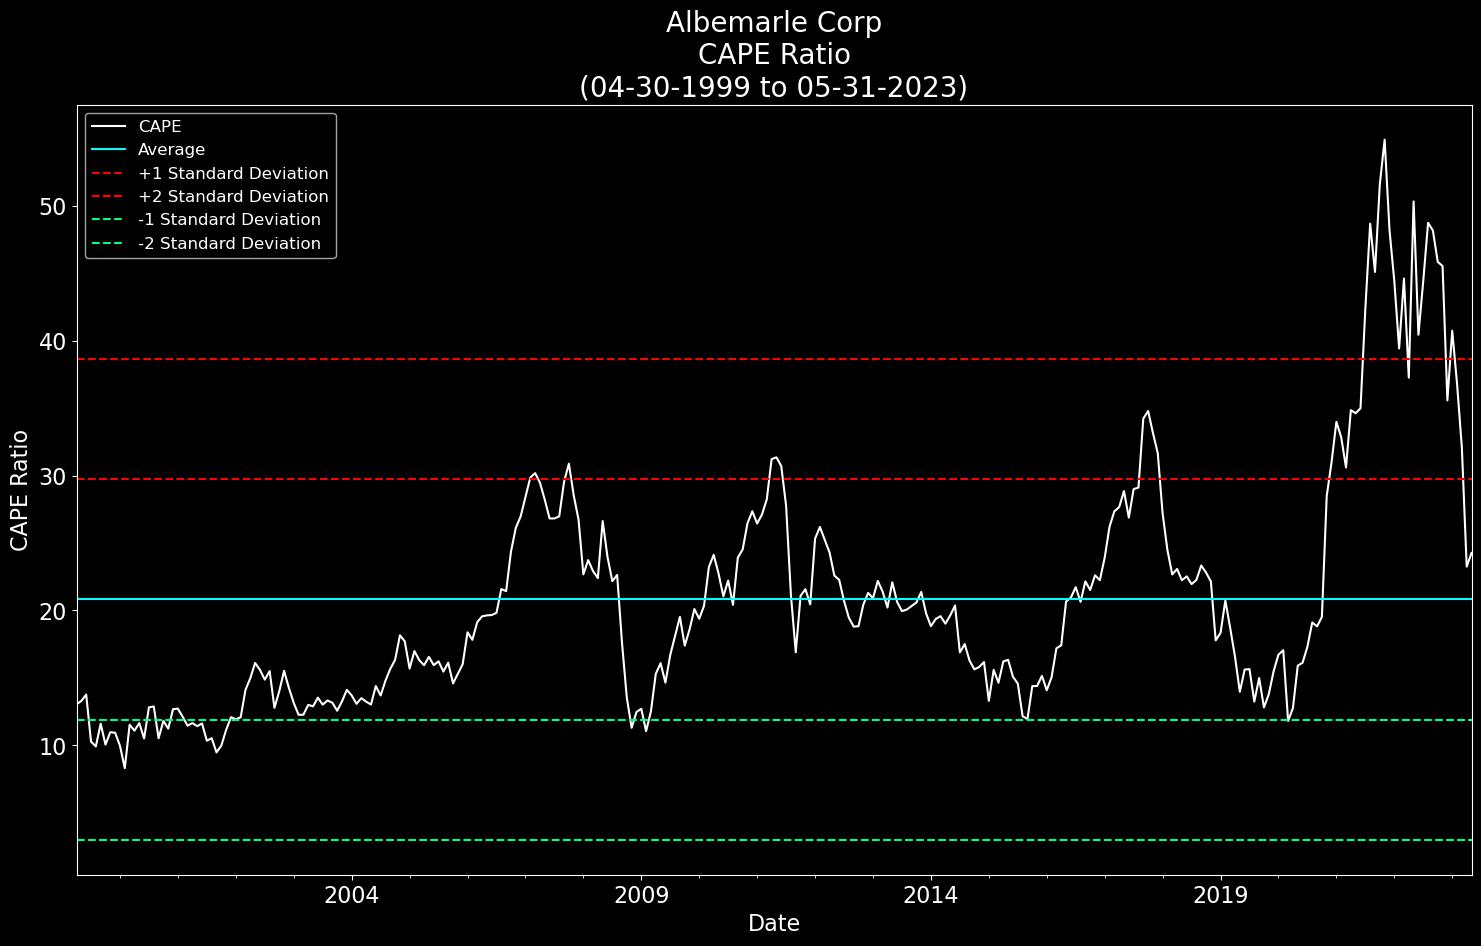 Albemarle Corp
CAPE Ratio
(04-30-1999 to 05-31-2023)
CAPE
Average
+1 Standard Deviation
+2 Standard Deviation
-1 Standard Deviation
-2 Standard Deviation
50
40
30
20
10
CAPE Ratio
2004
2009
2014
2019
Date